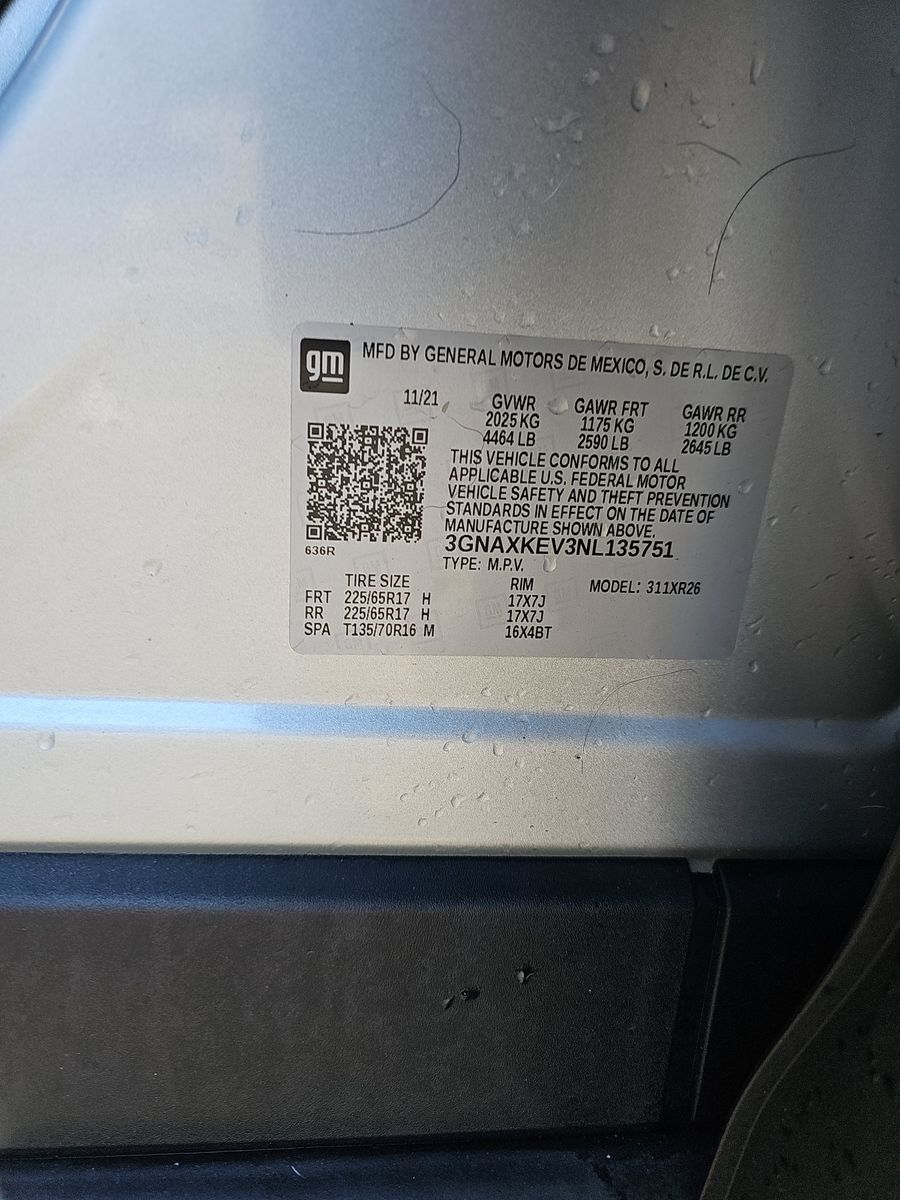 gm MFD BY GENERAL MOTORS DE MEXICO, S. DE R.L. DE C.V.
11/21 GVWR GAWR FRT GAWR RR
2025 KG 1175 KG 1200 KG
4464 LB 2590 LB 2645 LB
THIS VEHICLE CONFORMS TO ALL
APPLICABLE U.S. FEDERAL MOTOR
VEHICLE SAFETY AND THEFT PREVENTION
STANDARDS IN EFFECT ON THE DATE OF
MANUFACTURE SHOWN ABOVE.
636R
3GNAXKEV3NL135751
TYPE: M.P.V.
TIRE SIZE RIM MODEL: 311XR26
FRT 225/65R17 H 17X7J
RR 225/65R17 H 17X7J
SPA T135/70R16 M 16X4BT